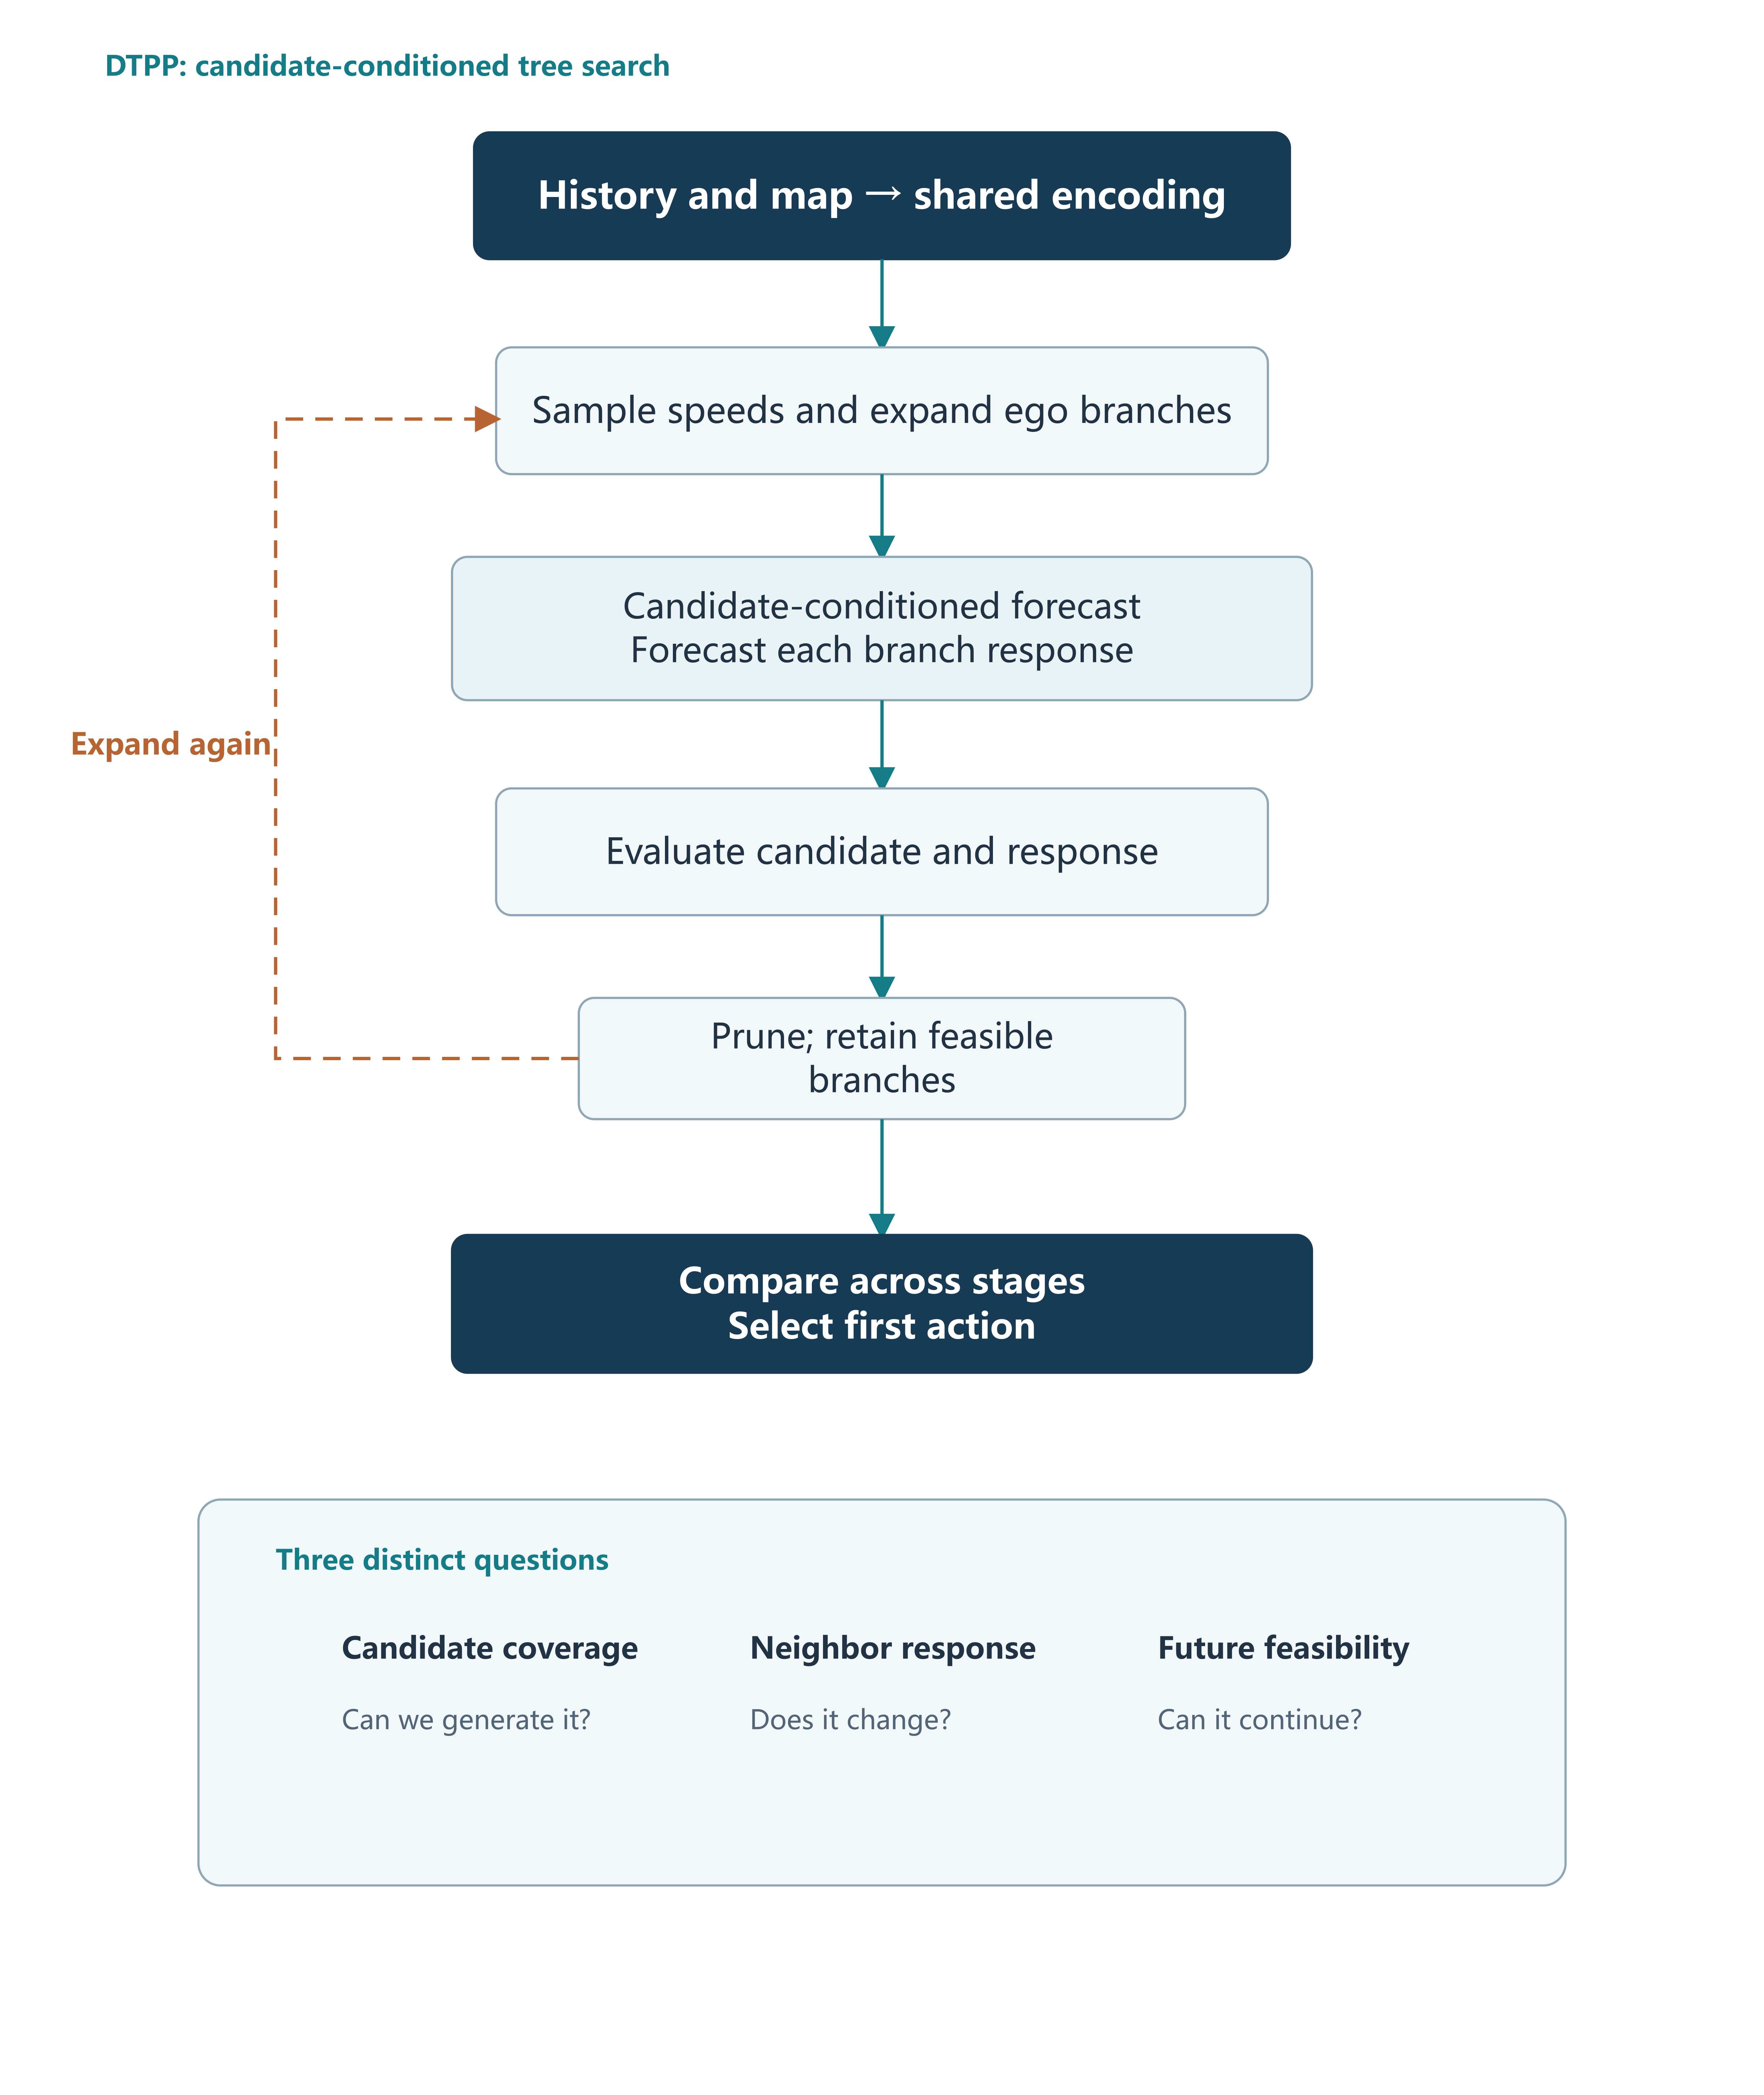 DTPP: candidate-conditioned tree search
History and map → shared encoding
Sample speeds and expand ego branches
Candidate-conditioned forecast
Forecast each branch response
Expand again
Evaluate candidate and response
Prune; retain feasible
branches
Compare across stages
Select first action
Three distinct questions
Candidate coverage
Neighbor response
Future feasibility
Can we generate it?
Does it change?
Can it continue?